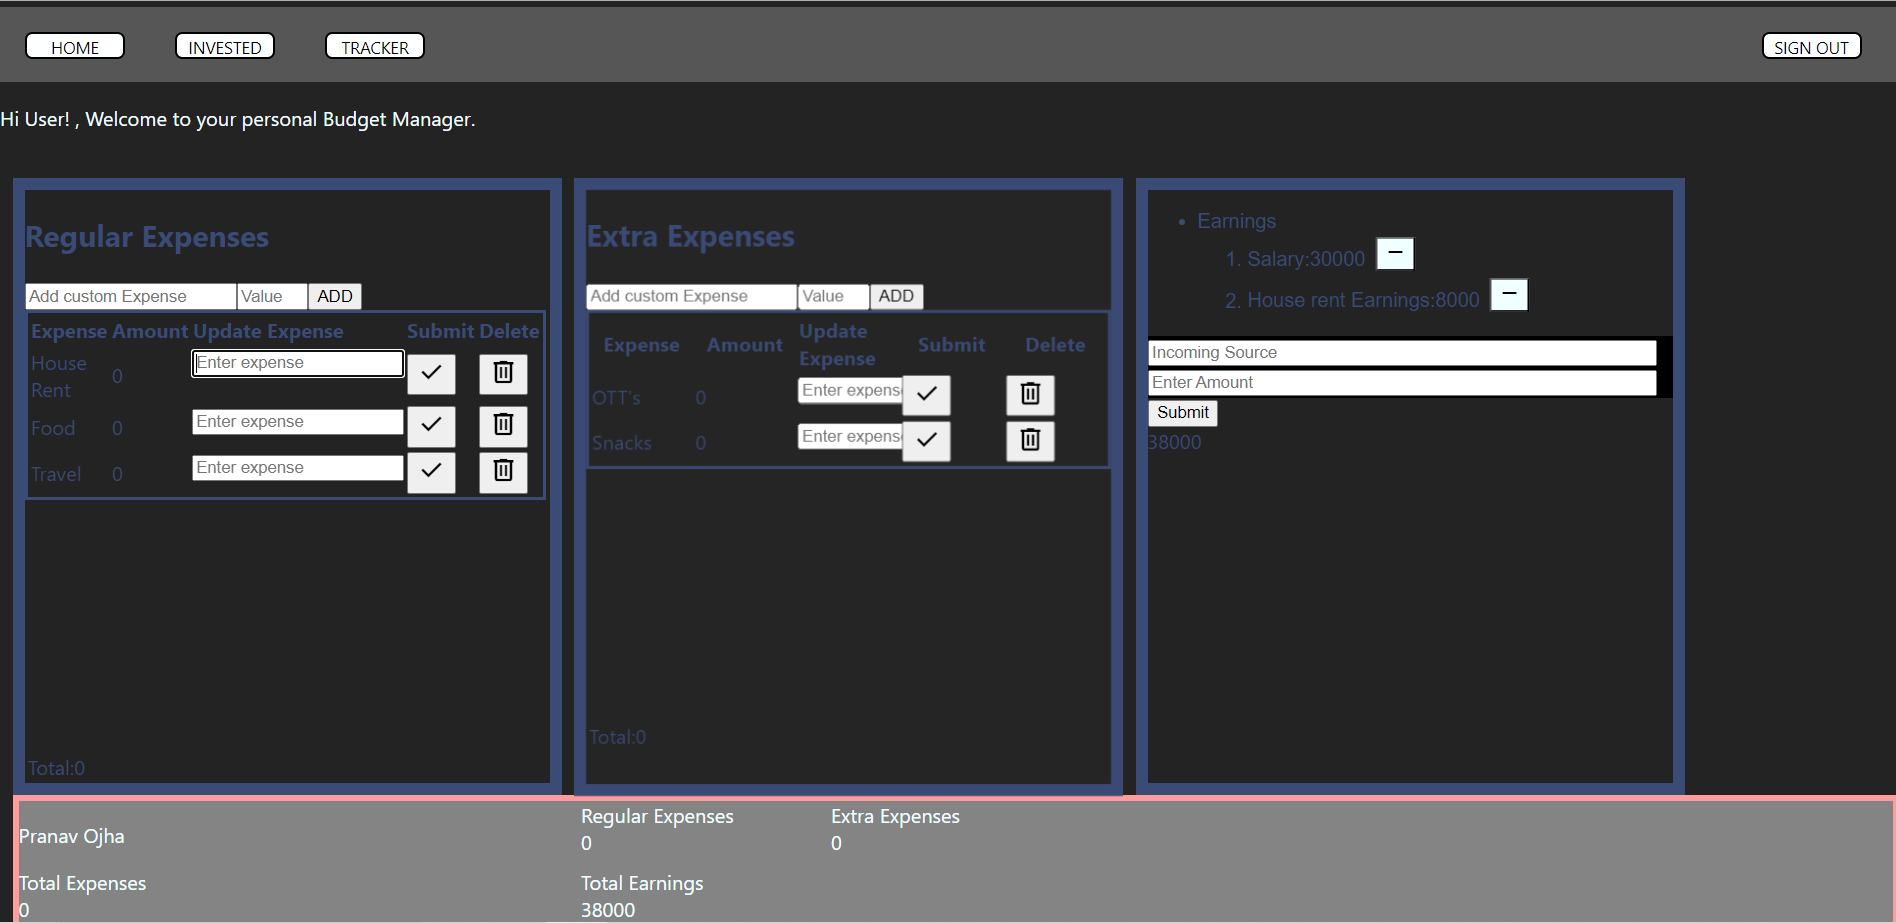 HOME INVESTED TRACKER SIGN OUT
Hi User! , Welcome to your personal Budget Manager.
Regular Expenses
Add custom Expense Value ADD
Expense Amount Update Expense Submit Delete
House
Rent 0 Enter expense
Food 0 Enter expense
Travel 0 Enter expense
Total:0
Extra Expenses
Add custom Expense Value ADD
Expense Amount Update
Expense Submit Delete
OTT's 0 Enter expens
Snacks 0 Enter expens
Total:0
• Earnings
1. Salary:30000 −
2. House rent Earnings:8000 −
Incoming Source
Enter Amount
Submit
38000
Pranav Ojha
Regular Expenses
0
Extra Expenses
0
Total Expenses
0
Total Earnings
38000